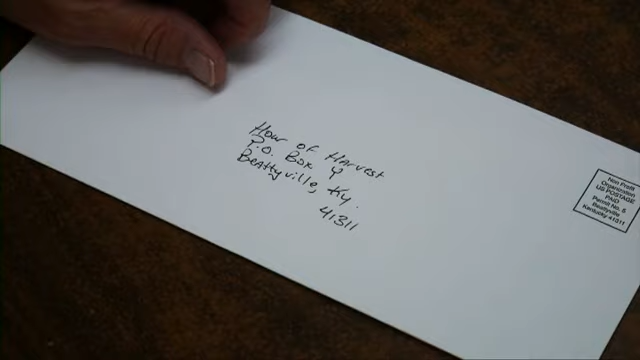 Hour of Harvest
P.O. Box 4
Beattyville, Ky.
41311
Non Profit
Organization
US POSTAGE
PAID
Permit No. 5
Beattyville
Kentucky 41311